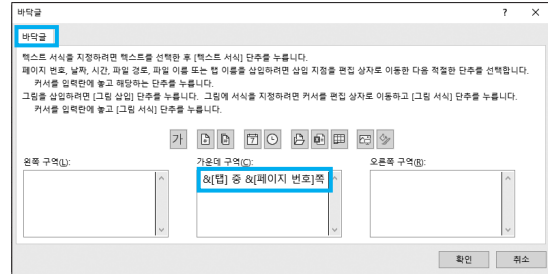 바닥글
? ×
바닥글
텍스트 서식을 지정하려면 텍스트를 선택한 후 [텍스트 서식] 단추를 누릅니다.
페이지 번호, 날짜, 시간, 파일 경로, 파일 이름 또는 탭 이름을 삽입하려면 삽입 지점을 편집 상자로 이동한 다음 적절한 단추를 선택합니다.
커서를 입력란에 놓고 해당하는 단추를 누릅니다.
그림을 삽입하려면 [그림 삽입] 단추를 누릅니다. 그림에 서식을 지정하려면 커서를 편집 상자로 이동하고 [그림 서식] 단추를 누릅니다.
커서를 입력란에 놓고 [그림 서식] 단추를 누릅니다.
가
왼쪽 구역(L): 가운데 구역(C): 오른쪽 구역(R):
&[탭] 중 &[페이지 번호]쪽
확인 취소